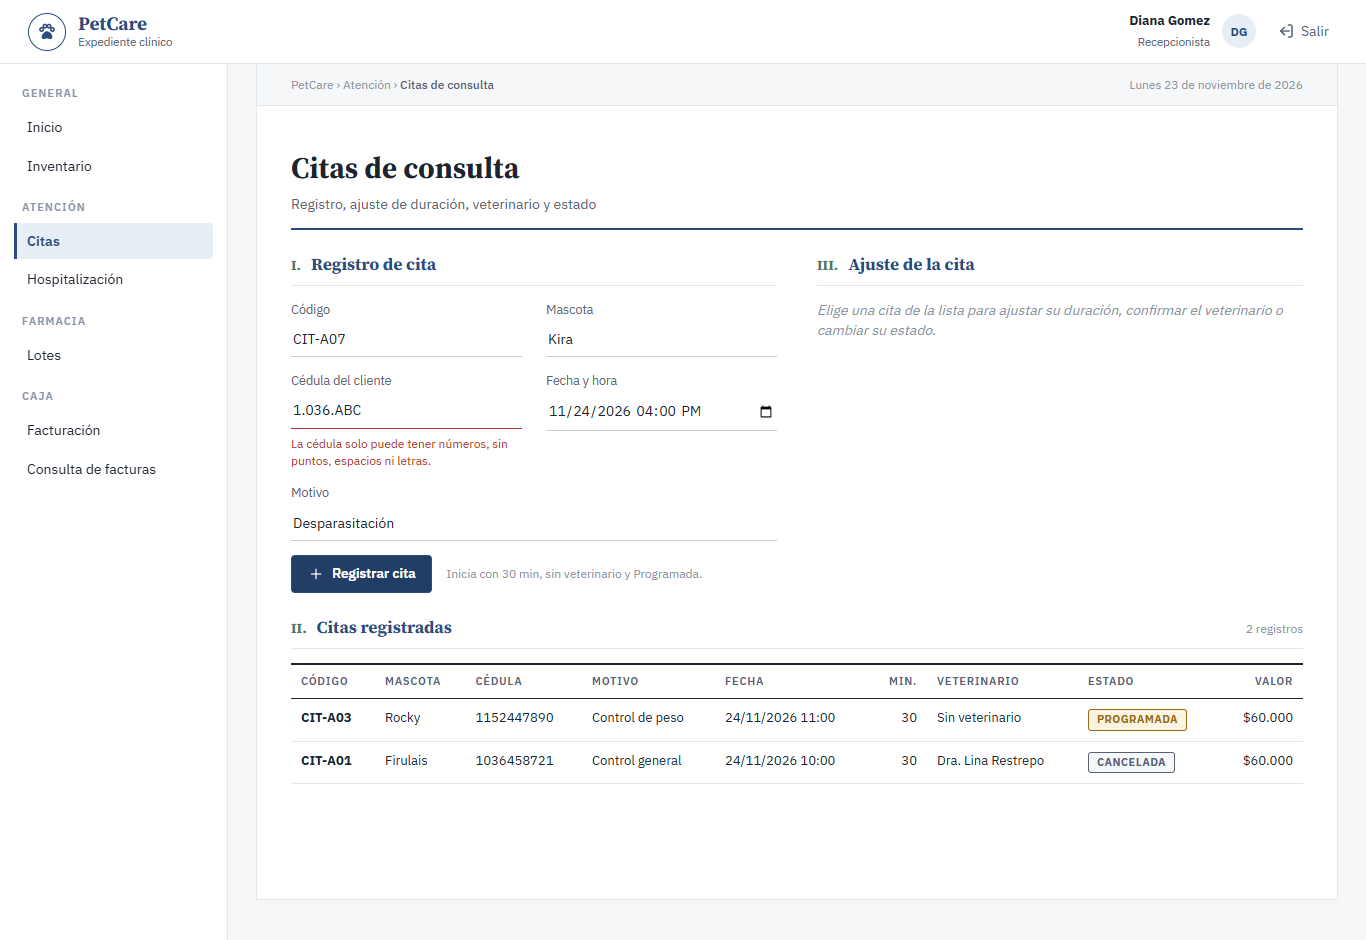 PetCare
Expediente clínico
Diana Gomez
Recepcionista
DG
Salir
GENERAL
Inicio
Inventario
ATENCIÓN
Citas
Hospitalización
FARMACIA
Lotes
CAJA
Facturación
Consulta de facturas
PetCare › Atención › Citas de consulta
Lunes 23 de noviembre de 2026
Citas de consulta
Registro, ajuste de duración, veterinario y estado
I. Registro de cita
Código
CIT-A07
Mascota
Kira
Cédula del cliente
1.036.ABC
La cédula solo puede tener números, sin
puntos, espacios ni letras.
Fecha y hora
11/24/2026 04:00 PM
Motivo
Desparasitación
+ Registrar cita
Inicia con 30 min, sin veterinario y Programada.
III. Ajuste de la cita
Elige una cita de la lista para ajustar su duración, confirmar el veterinario o
cambiar su estado.
II. Citas registradas
2 registros
CÓDIGO MASCOTA CÉDULA MOTIVO FECHA MIN. VETERINARIO ESTADO VALOR
CIT-A03 Rocky 1152447890 Control de peso 24/11/2026 11:00 30 Sin veterinario PROGRAMADA $60.000
CIT-A01 Firulais 1036458721 Control general 24/11/2026 10:00 30 Dra. Lina Restrepo CANCELADA $60.000